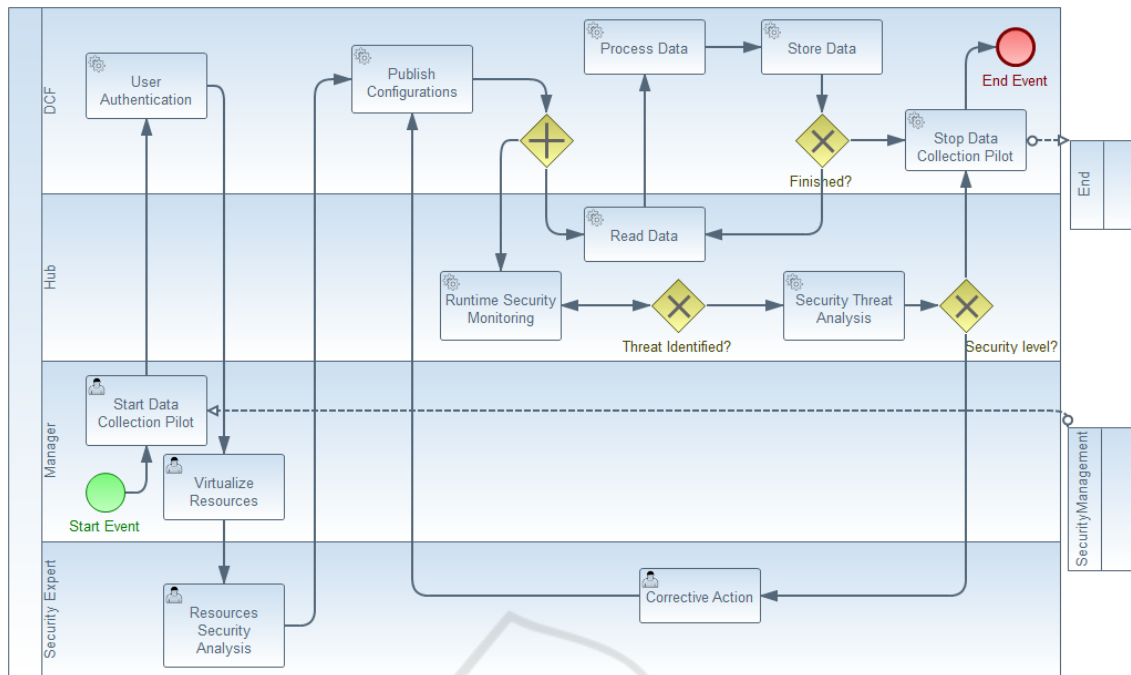 DCF
User
Authentication
Publish
Configurations
Process Data
Store Data
End Event
Stop Data
Collection Pilot
Finished?
End
Hub
Read Data
Runtime Security
Monitoring
Threat Identified?
Security Threat
Analysis
Security level?
Manager
Start Data
Collection Pilot
Start Event
Virtualize
Resources
SecurityManagement
Security Expert
Resources
Security
Analysis
Corrective Action